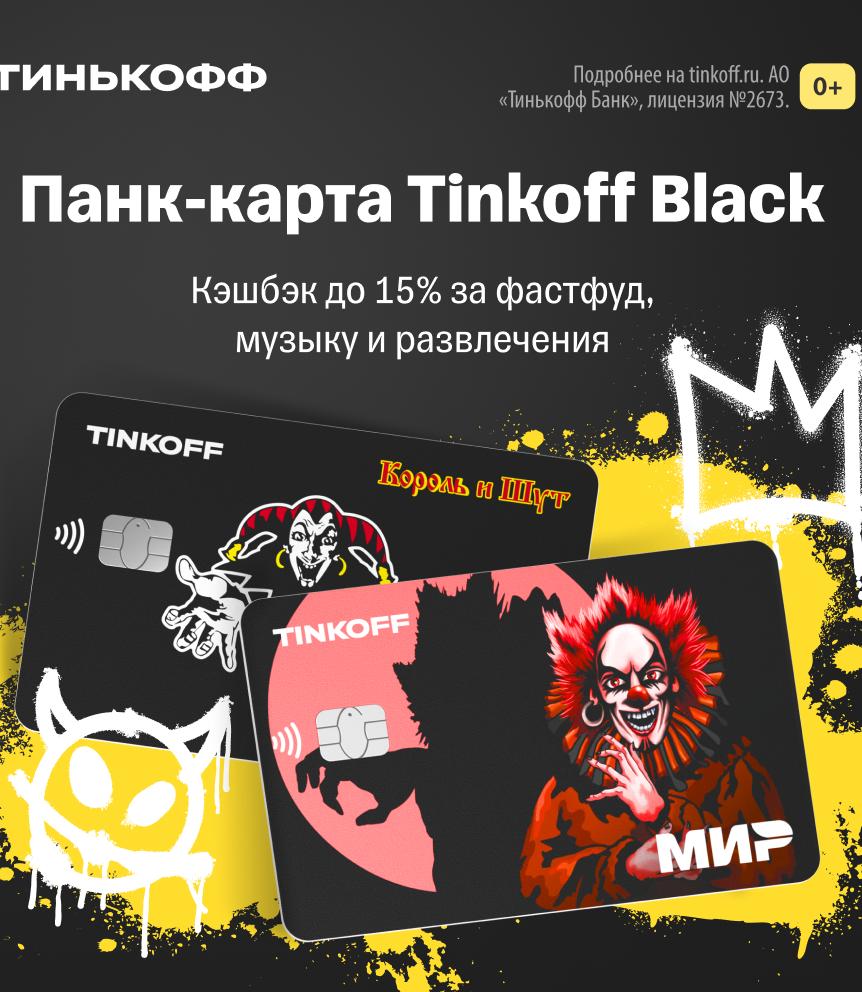 ТИНЬКОФФ
Подробнее на tinkoff.ru. АО
«Тинькофф Банк», лицензия №2673.
0+
Панк-карта Tinkoff Black
Кэшбэк до 15% за фастфуд,
музыку и развлечения
TINKOFF
Король и Шут
TINKOFF
МИР